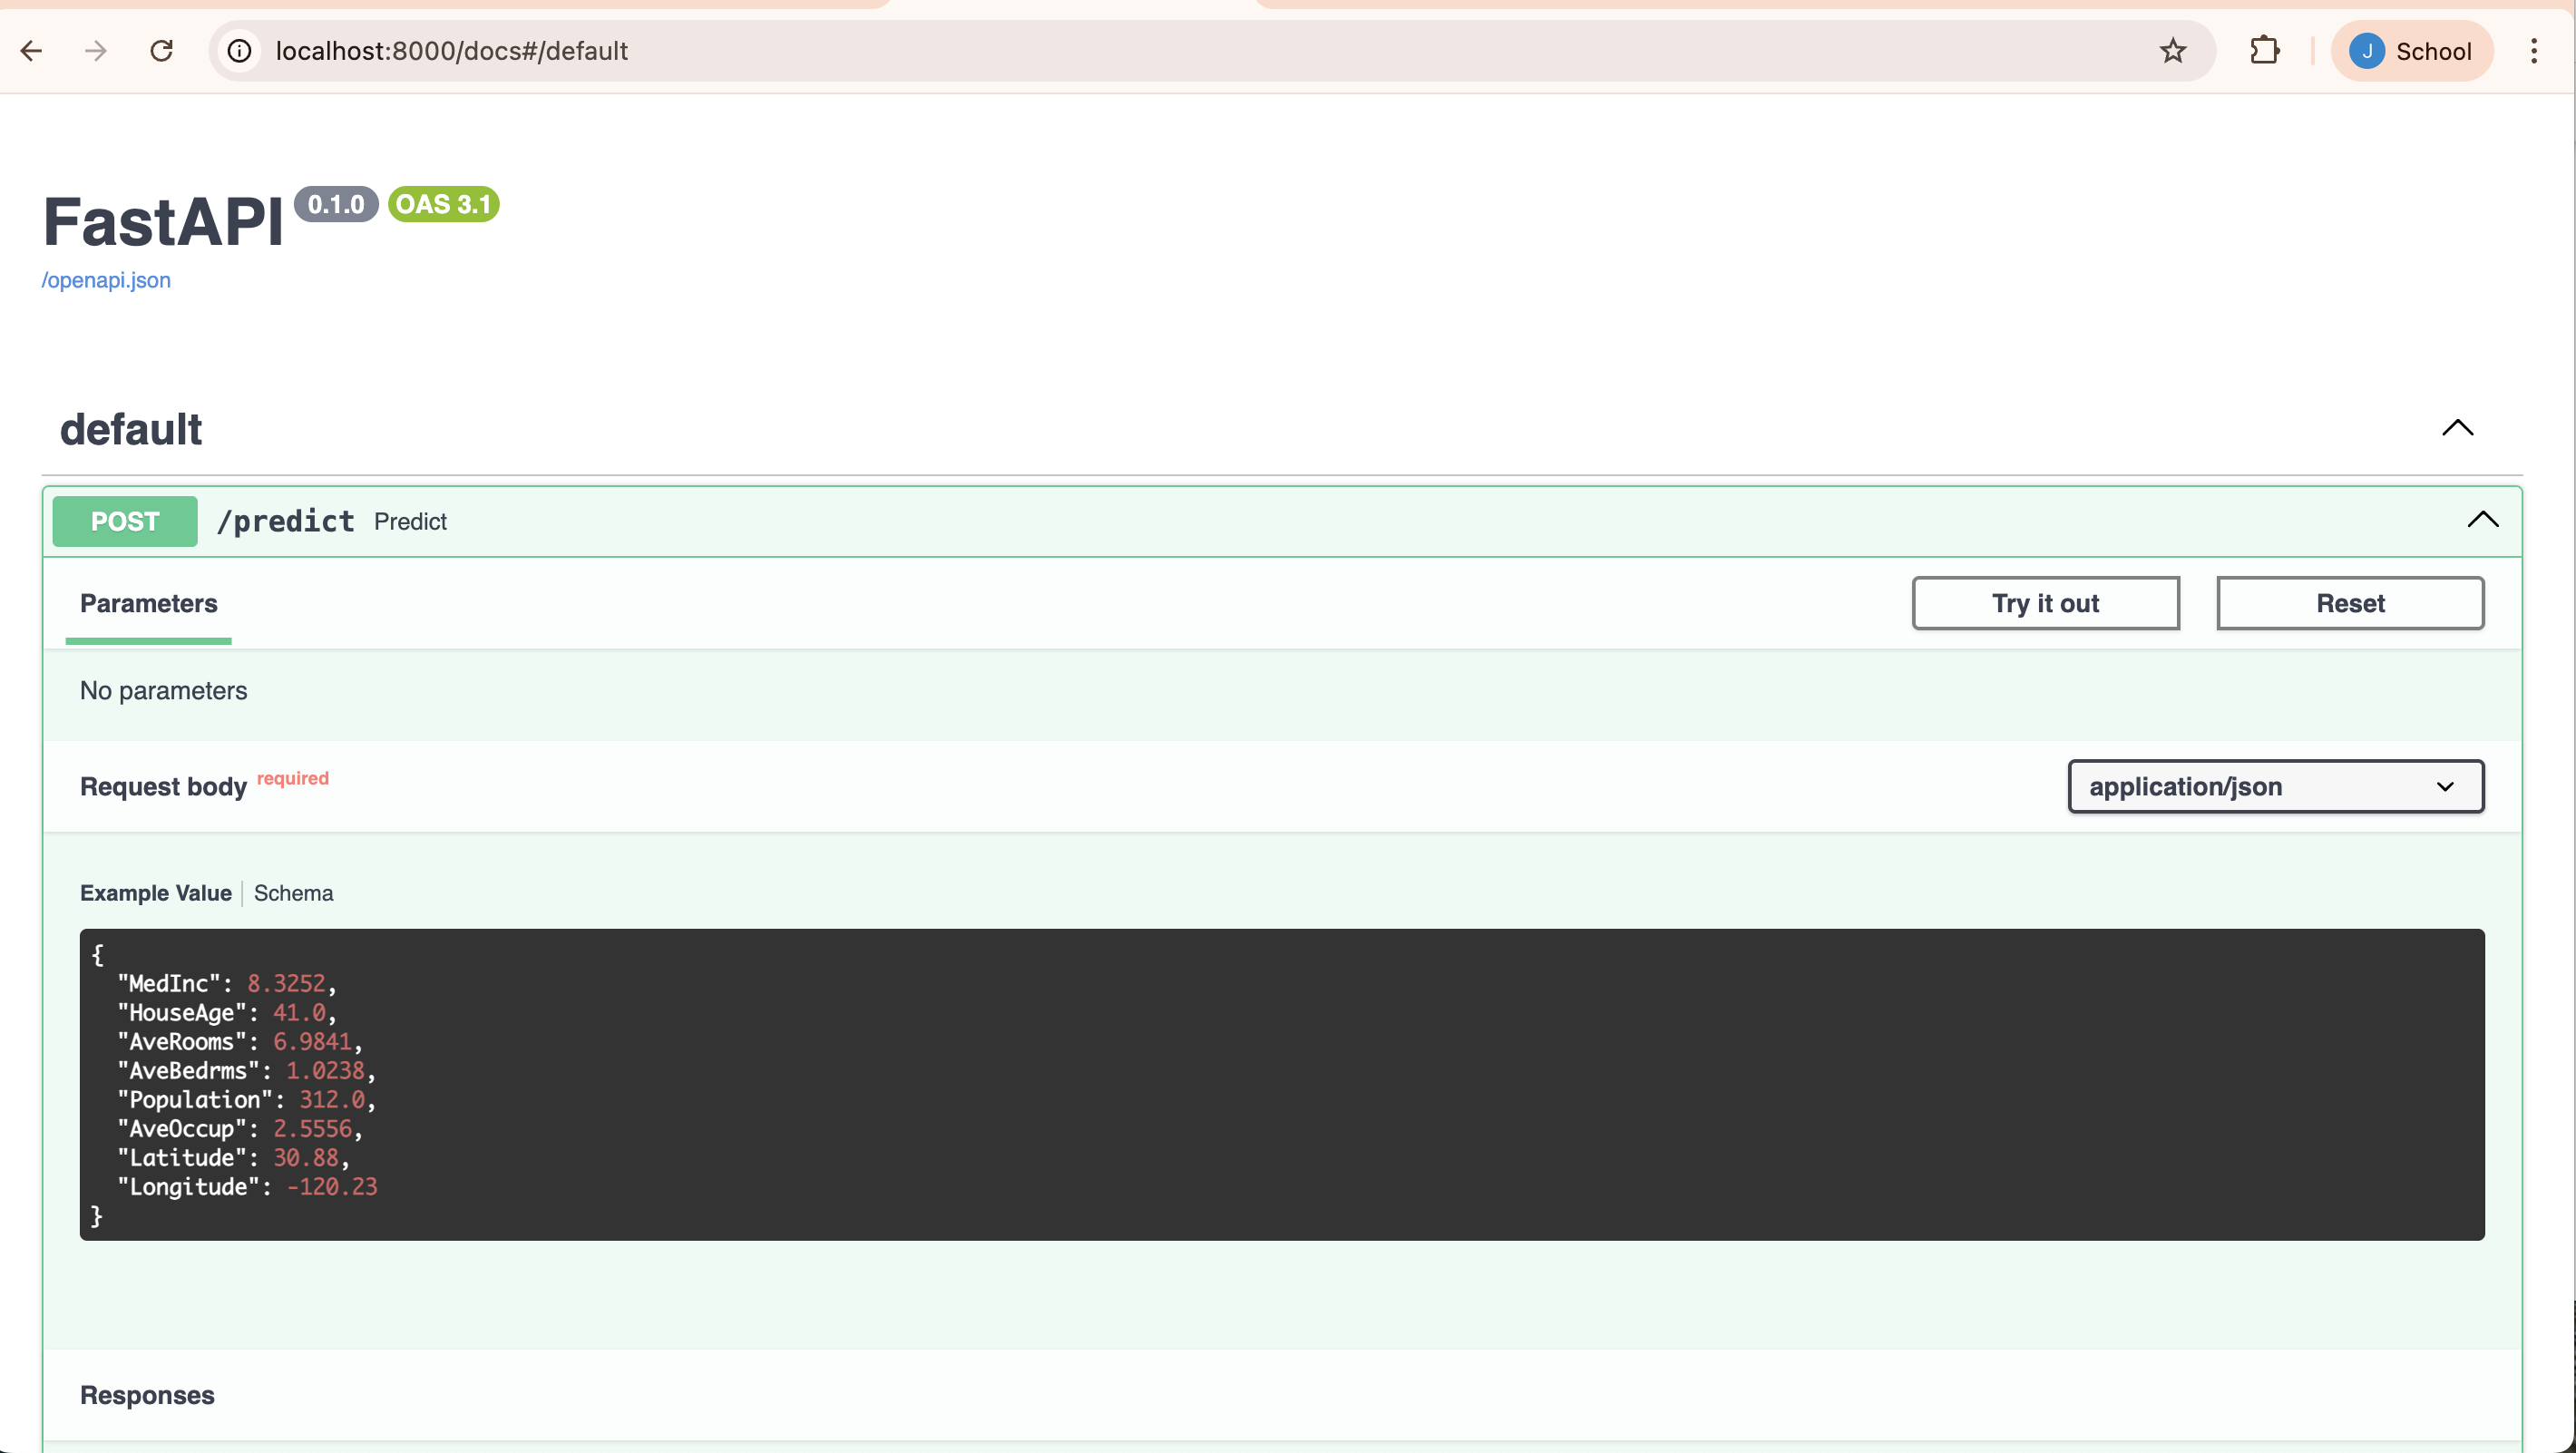 localhost:8000/docs#/default
J School
FastAPI 0.1.0 OAS 3.1
/openapi.json
default
POST /predict Predict
Parameters
Try it out
Reset
No parameters
Request body required
application/json
Example Value | Schema
{
  "MedInc": 8.3252,
  "HouseAge": 41.0,
  "AveRooms": 6.9841,
  "AveBedrms": 1.0238,
  "Population": 312.0,
  "AveOccup": 2.5556,
  "Latitude": 30.88,
  "Longitude": -120.23
}
Responses